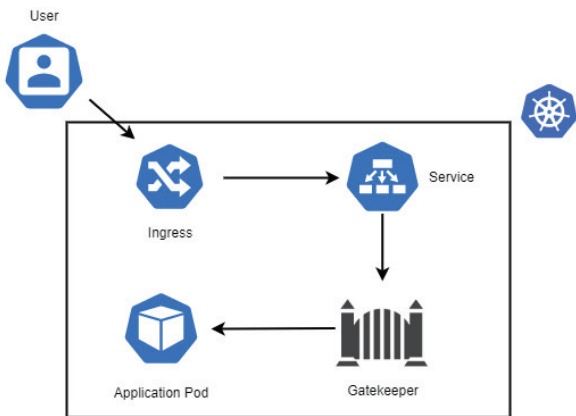 User
Ingress
Service
Application Pod
Gatekeeper